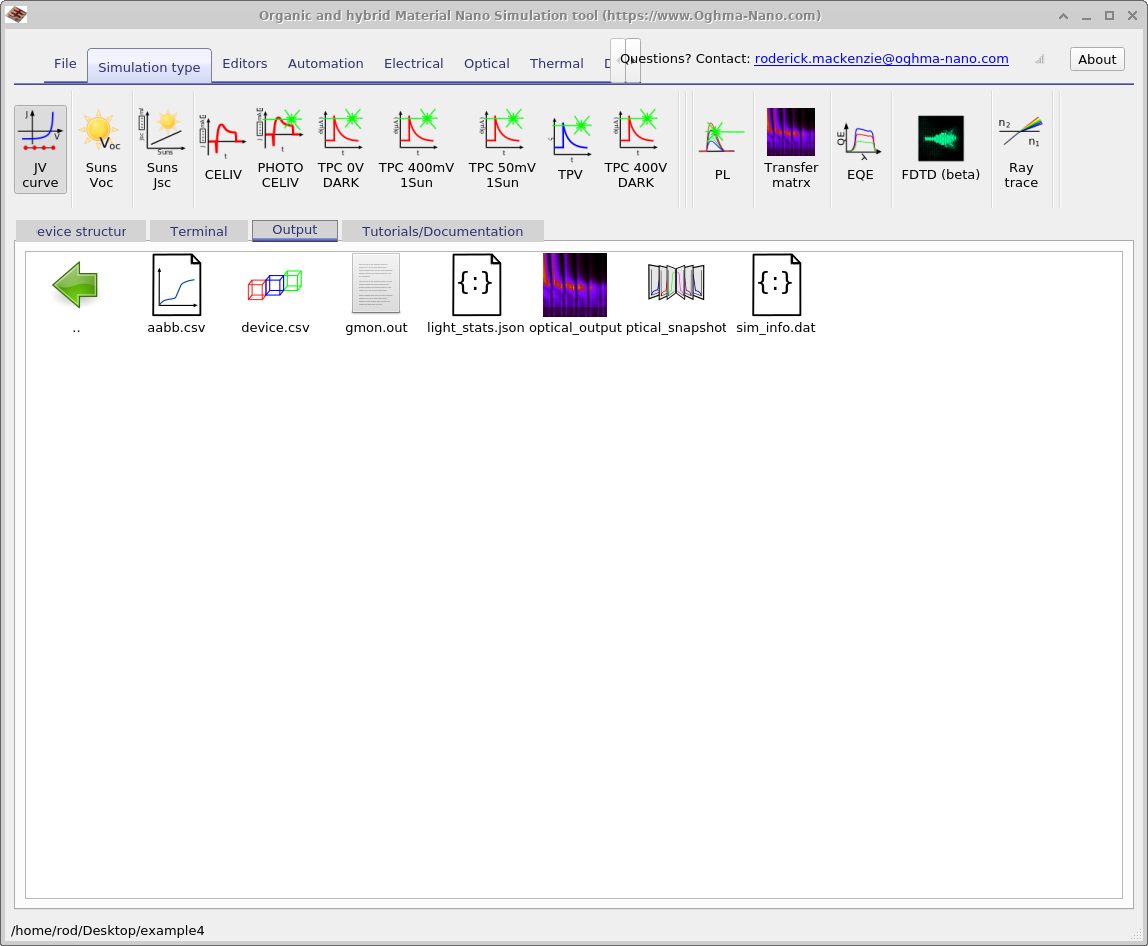 Organic and hybrid Material Nano Simulation tool (https://www.Oghma-Nano.com)
File
Simulation type
Editors
Automation
Electrical
Optical
Thermal
Questions? Contact: roderick.mackenzie@oghma-nano.com
About
JV
curve
Suns
Voc
Suns
Jsc
CELIV
PHOTO
CELIV
TPC 0V
DARK
TPC 400mV
1Sun
TPC 50mV
1Sun
TPV
TPC 400V
DARK
PL
Transfer
matrx
EQE
FDTD (beta)
Ray
trace
evice structur
Terminal
Output
Tutorials/Documentation
..
aabb.csv
device.csv
gmon.out
light_stats.json
optical_output
ptical_snapshot
sim_info.dat
/home/rod/Desktop/example4